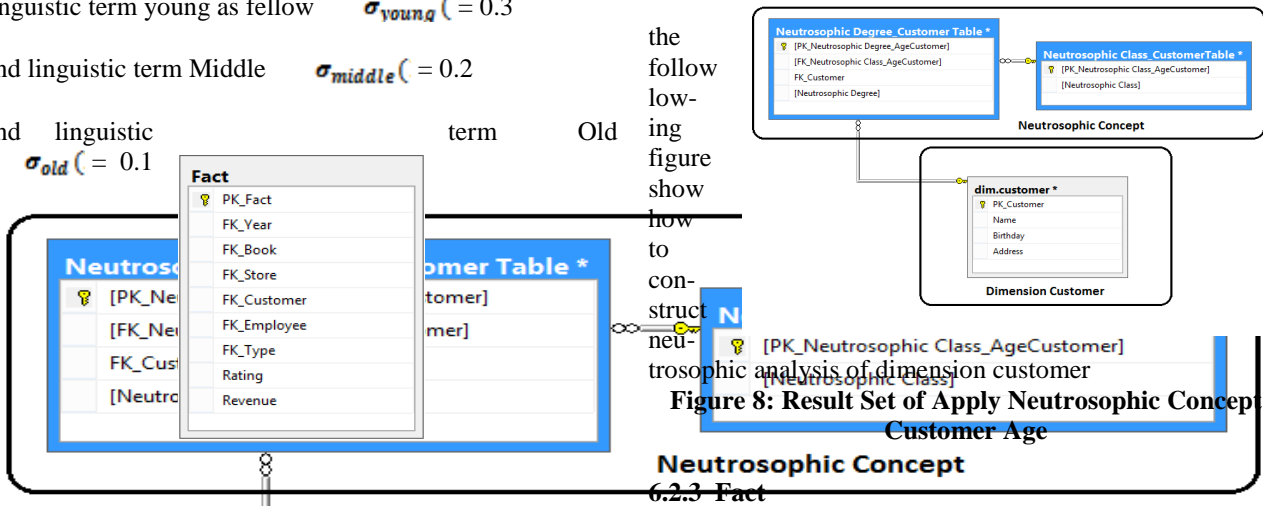 linguistic term young as fellow σyoung ( = 0.3
nd linguistic term Middle σmiddle( = 0.2
nd linguistic term Old
σold ( = 0.1
Fact
PK_Fact
FK_Year
FK_Book
FK_Store
FK_Customer
FK_Employee
FK_Type
Rating
Revenue
omer Table *
[PK_Ne
tomer]
[FK_Neu
mer]
FK_Cust
[Neutro
the
follow
low-
ing
figure
show
how
to
con-
struct
neu-
trosophic analysis of dimension customer
Figure 8: Result Set of Apply Neutrosophic Concept
Customer Age
6.2.3 Fact
[PK_Neutrosophic Class_AgeCustomer]
[Neutrosophic Class]
Neutrosophic Concept
Neutrosophic Degree_Customer Table *
[PK_Neutrosophic Degree_AgeCustomer]
[FK_Neutrosophic Class_AgeCustomer]
FK_Customer
[Neutrosophic Degree]
Neutrosophic Class_CustomerTable *
[PK_Neutrosophic Class_AgeCustomer]
[Neutrosophic Class]
Neutrosophic Concept
dim.customer *
PK_Customer
Name
Birthday
Address
Dimension Customer